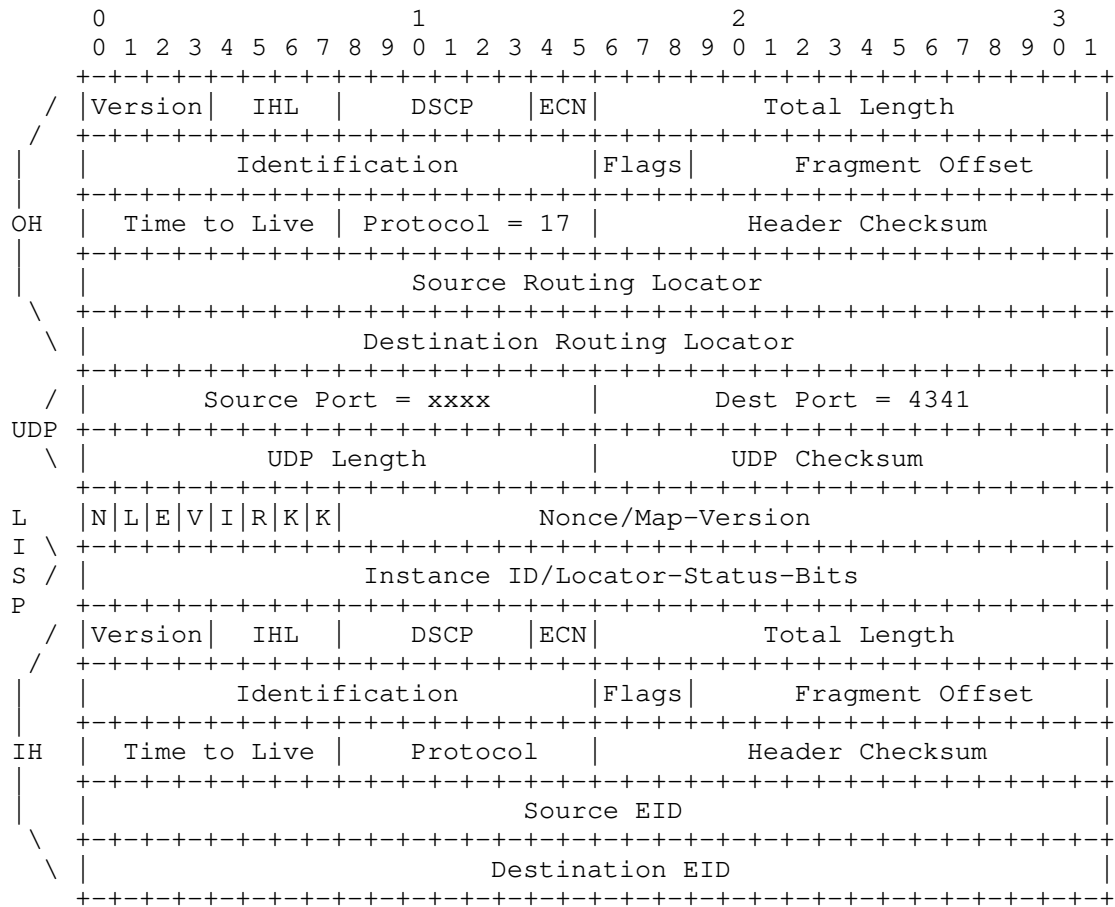 0                   1                   2                   3
        0 1 2 3 4 5 6 7 8 9 0 1 2 3 4 5 6 7 8 9 0 1 2 3 4 5 6 7 8 9 0 1
       +-+-+-+-+-+-+-+-+-+-+-+-+-+-+-+-+-+-+-+-+-+-+-+-+-+-+-+-+-+-+-+-+
     / |Version|  IHL  |    DSCP   |ECN|          Total Length         |
    /  +-+-+-+-+-+-+-+-+-+-+-+-+-+-+-+-+-+-+-+-+-+-+-+-+-+-+-+-+-+-+-+-+
   |   |         Identification        |Flags|      Fragment Offset    |
   |   +-+-+-+-+-+-+-+-+-+-+-+-+-+-+-+-+-+-+-+-+-+-+-+-+-+-+-+-+-+-+-+-+
   OH  |  Time to Live | Protocol = 17 |         Header Checksum       |
   |   +-+-+-+-+-+-+-+-+-+-+-+-+-+-+-+-+-+-+-+-+-+-+-+-+-+-+-+-+-+-+-+-+
   |   |                    Source Routing Locator                     |
    \  +-+-+-+-+-+-+-+-+-+-+-+-+-+-+-+-+-+-+-+-+-+-+-+-+-+-+-+-+-+-+-+-+
     \ |                 Destination Routing Locator                   |
       +-+-+-+-+-+-+-+-+-+-+-+-+-+-+-+-+-+-+-+-+-+-+-+-+-+-+-+-+-+-+-+-+
     / |       Source Port = xxxx      |       Dest Port = 4341        |
   UDP +-+-+-+-+-+-+-+-+-+-+-+-+-+-+-+-+-+-+-+-+-+-+-+-+-+-+-+-+-+-+-+-+
     \ |           UDP Length          |        UDP Checksum           |
       +-+-+-+-+-+-+-+-+-+-+-+-+-+-+-+-+-+-+-+-+-+-+-+-+-+-+-+-+-+-+-+-+
   L   |N|L|E|V|I|R|K|K|            Nonce/Map-Version                  |
   I \ +-+-+-+-+-+-+-+-+-+-+-+-+-+-+-+-+-+-+-+-+-+-+-+-+-+-+-+-+-+-+-+-+
   S / |                 Instance ID/Locator-Status-Bits               |
   P   +-+-+-+-+-+-+-+-+-+-+-+-+-+-+-+-+-+-+-+-+-+-+-+-+-+-+-+-+-+-+-+-+
     / |Version|  IHL  |    DSCP   |ECN|          Total Length         |
    /  +-+-+-+-+-+-+-+-+-+-+-+-+-+-+-+-+-+-+-+-+-+-+-+-+-+-+-+-+-+-+-+-+
   |   |         Identification        |Flags|      Fragment Offset    |
   |   +-+-+-+-+-+-+-+-+-+-+-+-+-+-+-+-+-+-+-+-+-+-+-+-+-+-+-+-+-+-+-+-+
   IH  |  Time to Live |    Protocol   |         Header Checksum       |
   |   +-+-+-+-+-+-+-+-+-+-+-+-+-+-+-+-+-+-+-+-+-+-+-+-+-+-+-+-+-+-+-+-+
   |   |                           Source EID                          |
    \  +-+-+-+-+-+-+-+-+-+-+-+-+-+-+-+-+-+-+-+-+-+-+-+-+-+-+-+-+-+-+-+-+
     \ |                         Destination EID                       |
       +-+-+-+-+-+-+-+-+-+-+-+-+-+-+-+-+-+-+-+-+-+-+-+-+-+-+-+-+-+-+-+-+